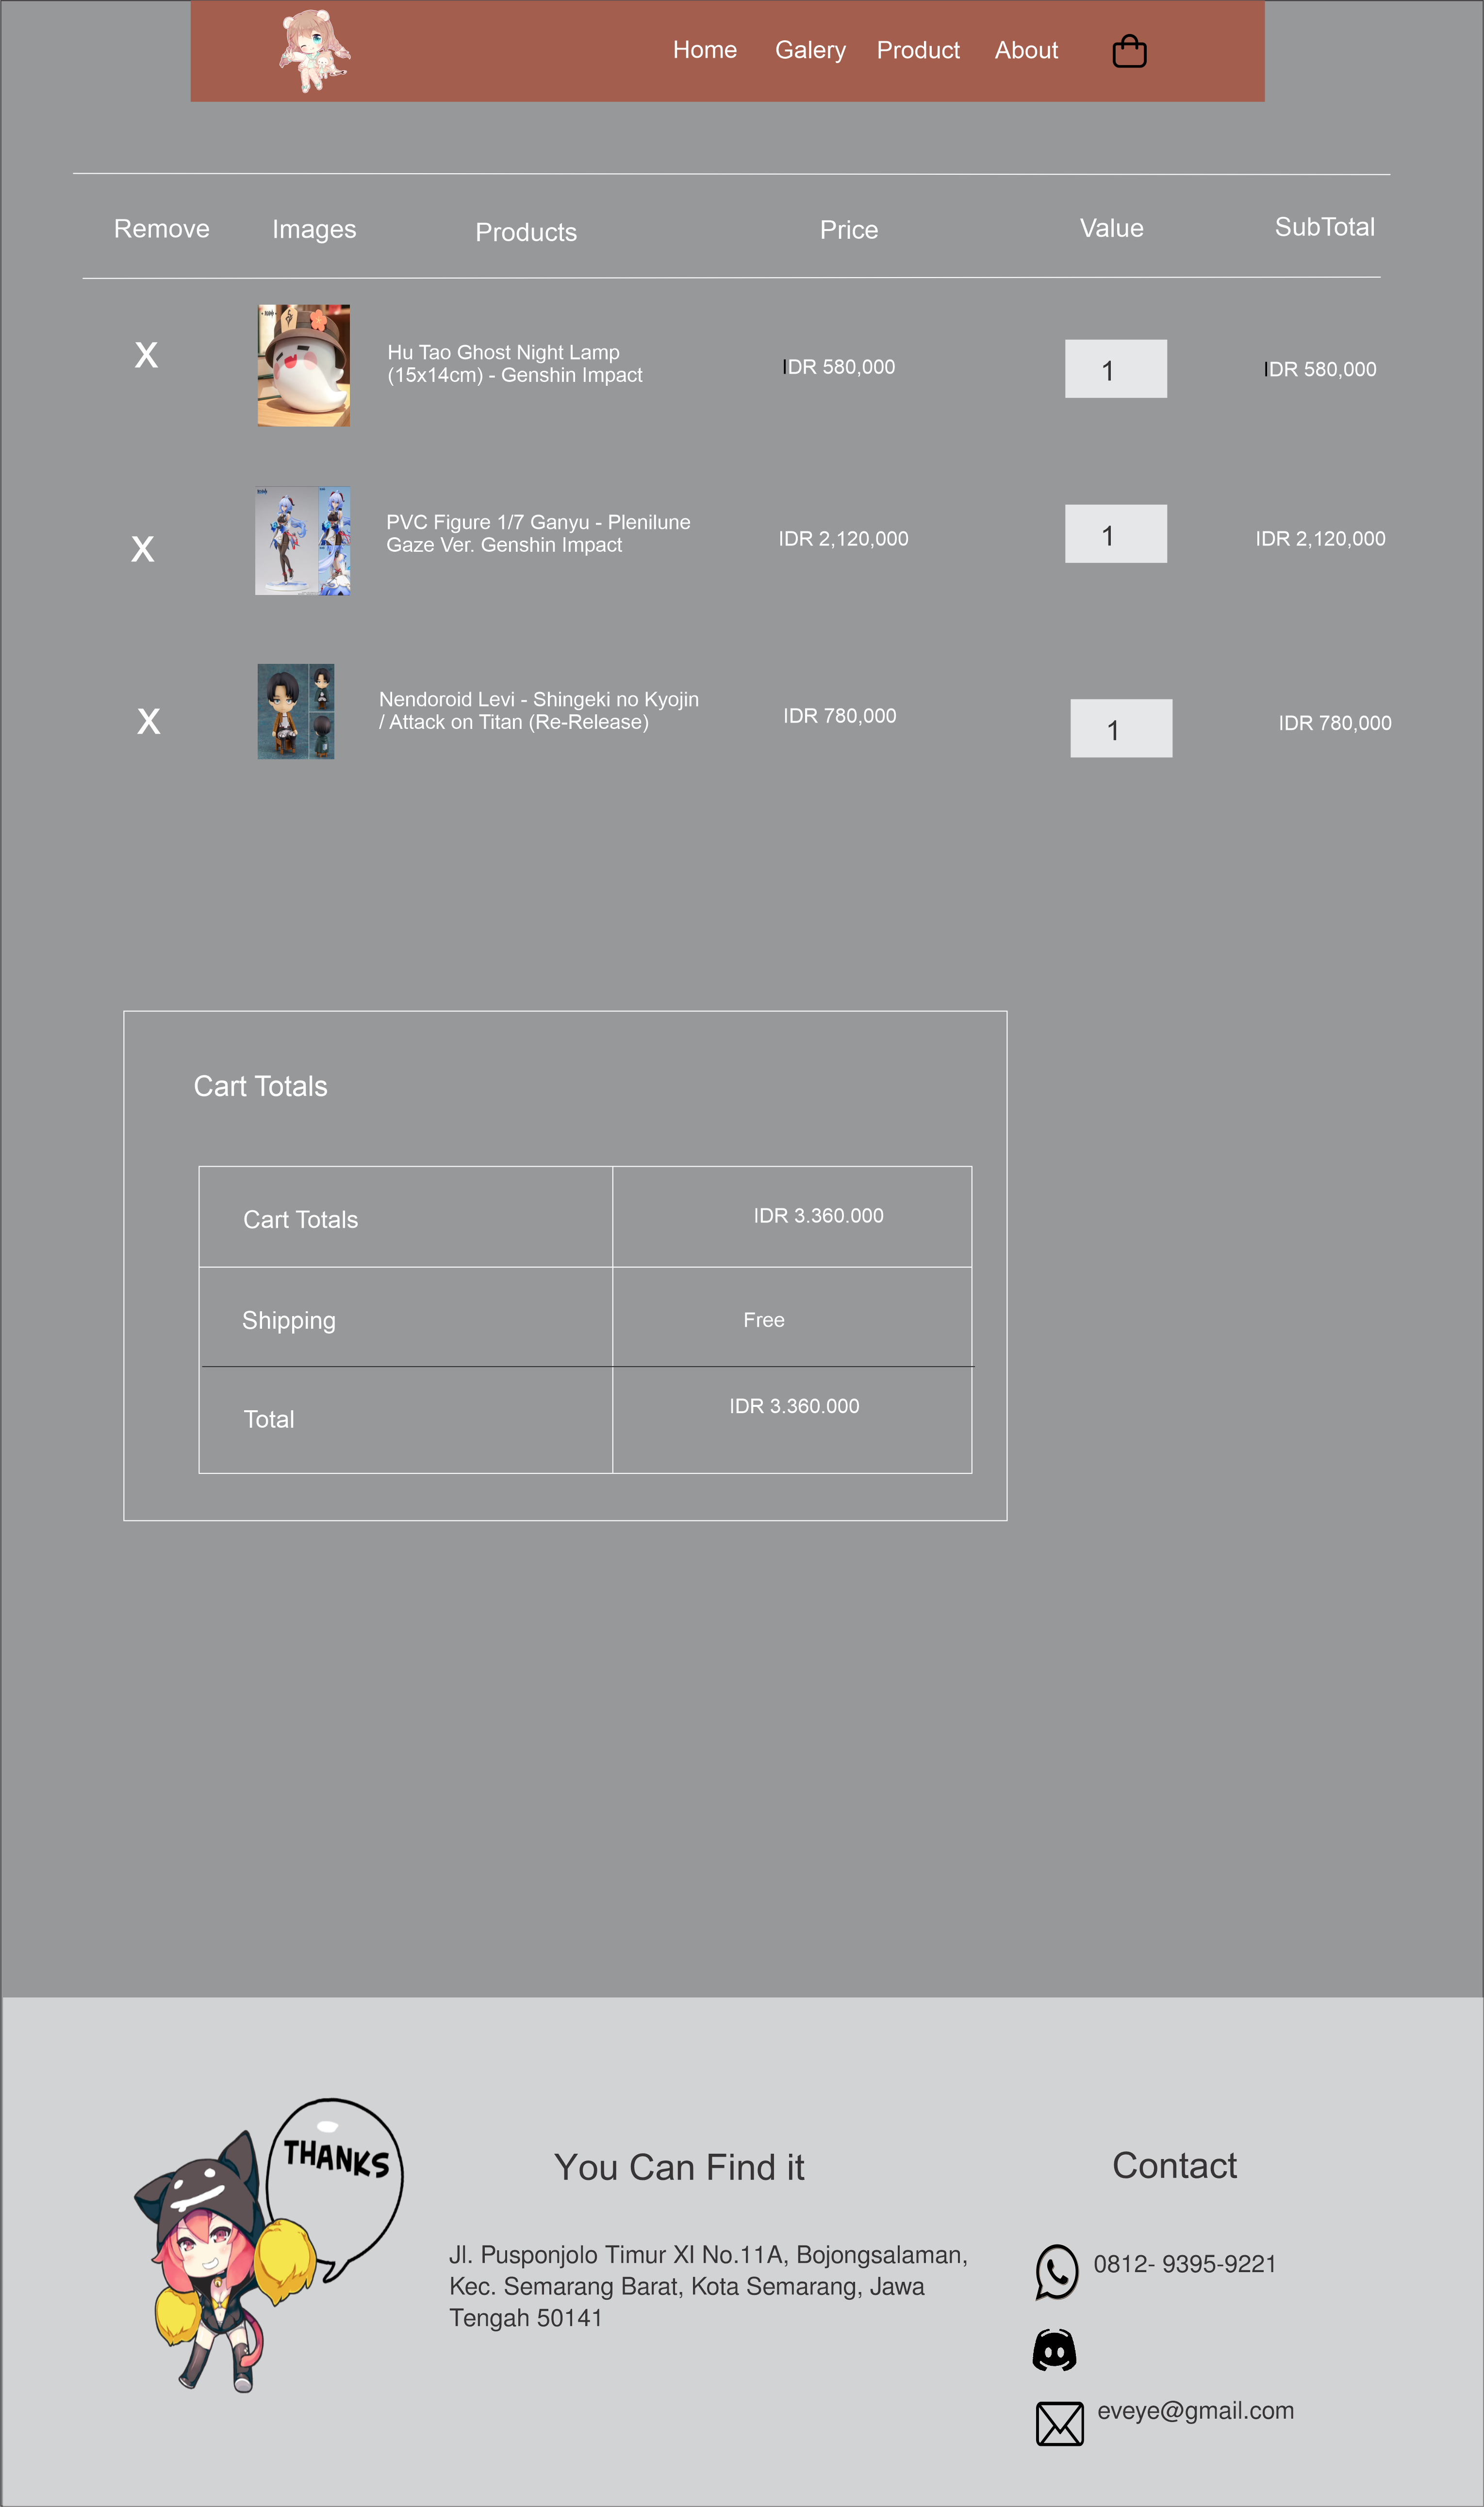 Home Galery Product About
Remove Images Products Price Value SubTotal
X
Hu Tao Ghost Night Lamp
(15x14cm) - Genshin Impact
IDR 580,000
1
IDR 580,000
X
PVC Figure 1/7 Ganyu - Plenilune
Gaze Ver. Genshin Impact
IDR 2,120,000
1
IDR 2,120,000
X
Nendoroid Levi - Shingeki no Kyojin
/ Attack on Titan (Re-Release)
IDR 780,000
1
IDR 780,000
Cart Totals
Cart Totals IDR 3.360.000
Shipping Free
Total IDR 3.360.000
THANKS
You Can Find it
Jl. Pusponjolo Timur XI No.11A, Bojongsalaman,
Kec. Semarang Barat, Kota Semarang, Jawa
Tengah 50141
Contact
0812- 9395-9221
eveye@gmail.com